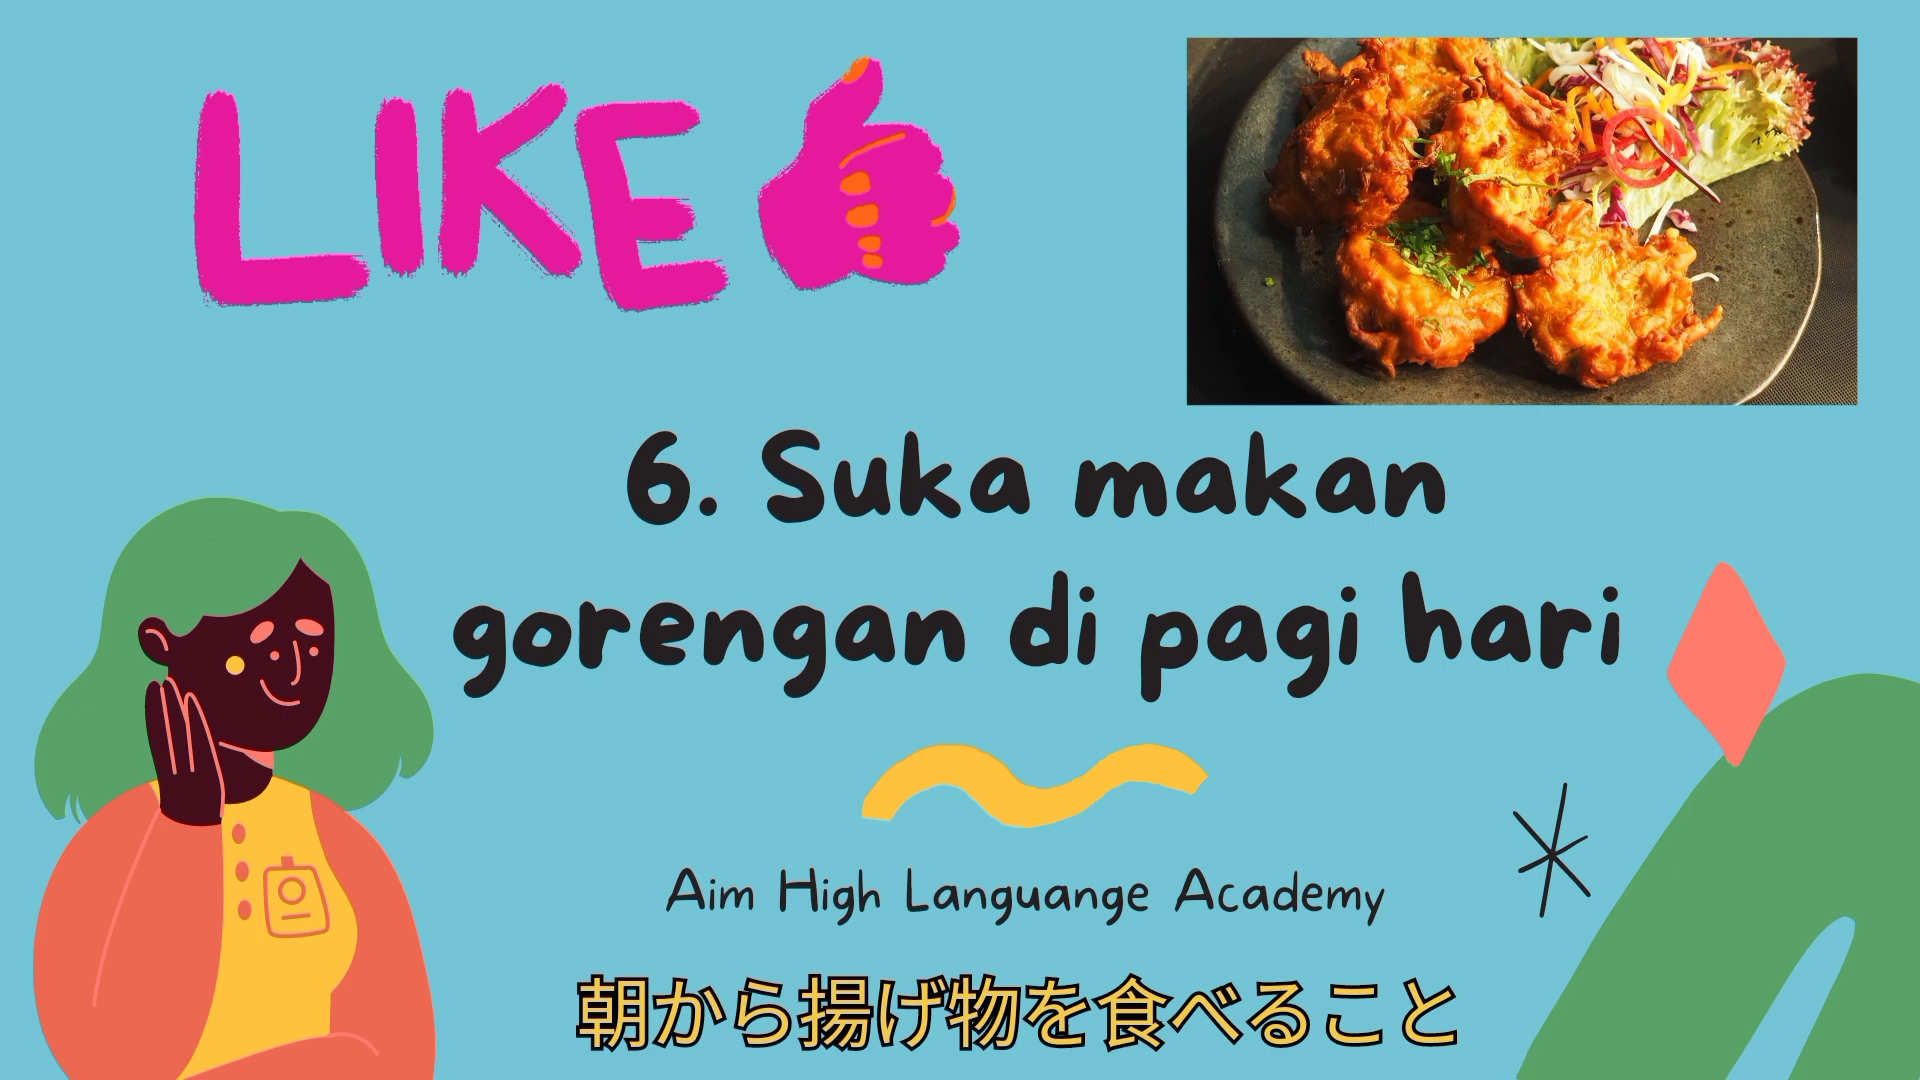 LIKE
6. Suka makan
gorengan di pagi hari
Aim High Languange Academy
朝から揚げ物を食べること